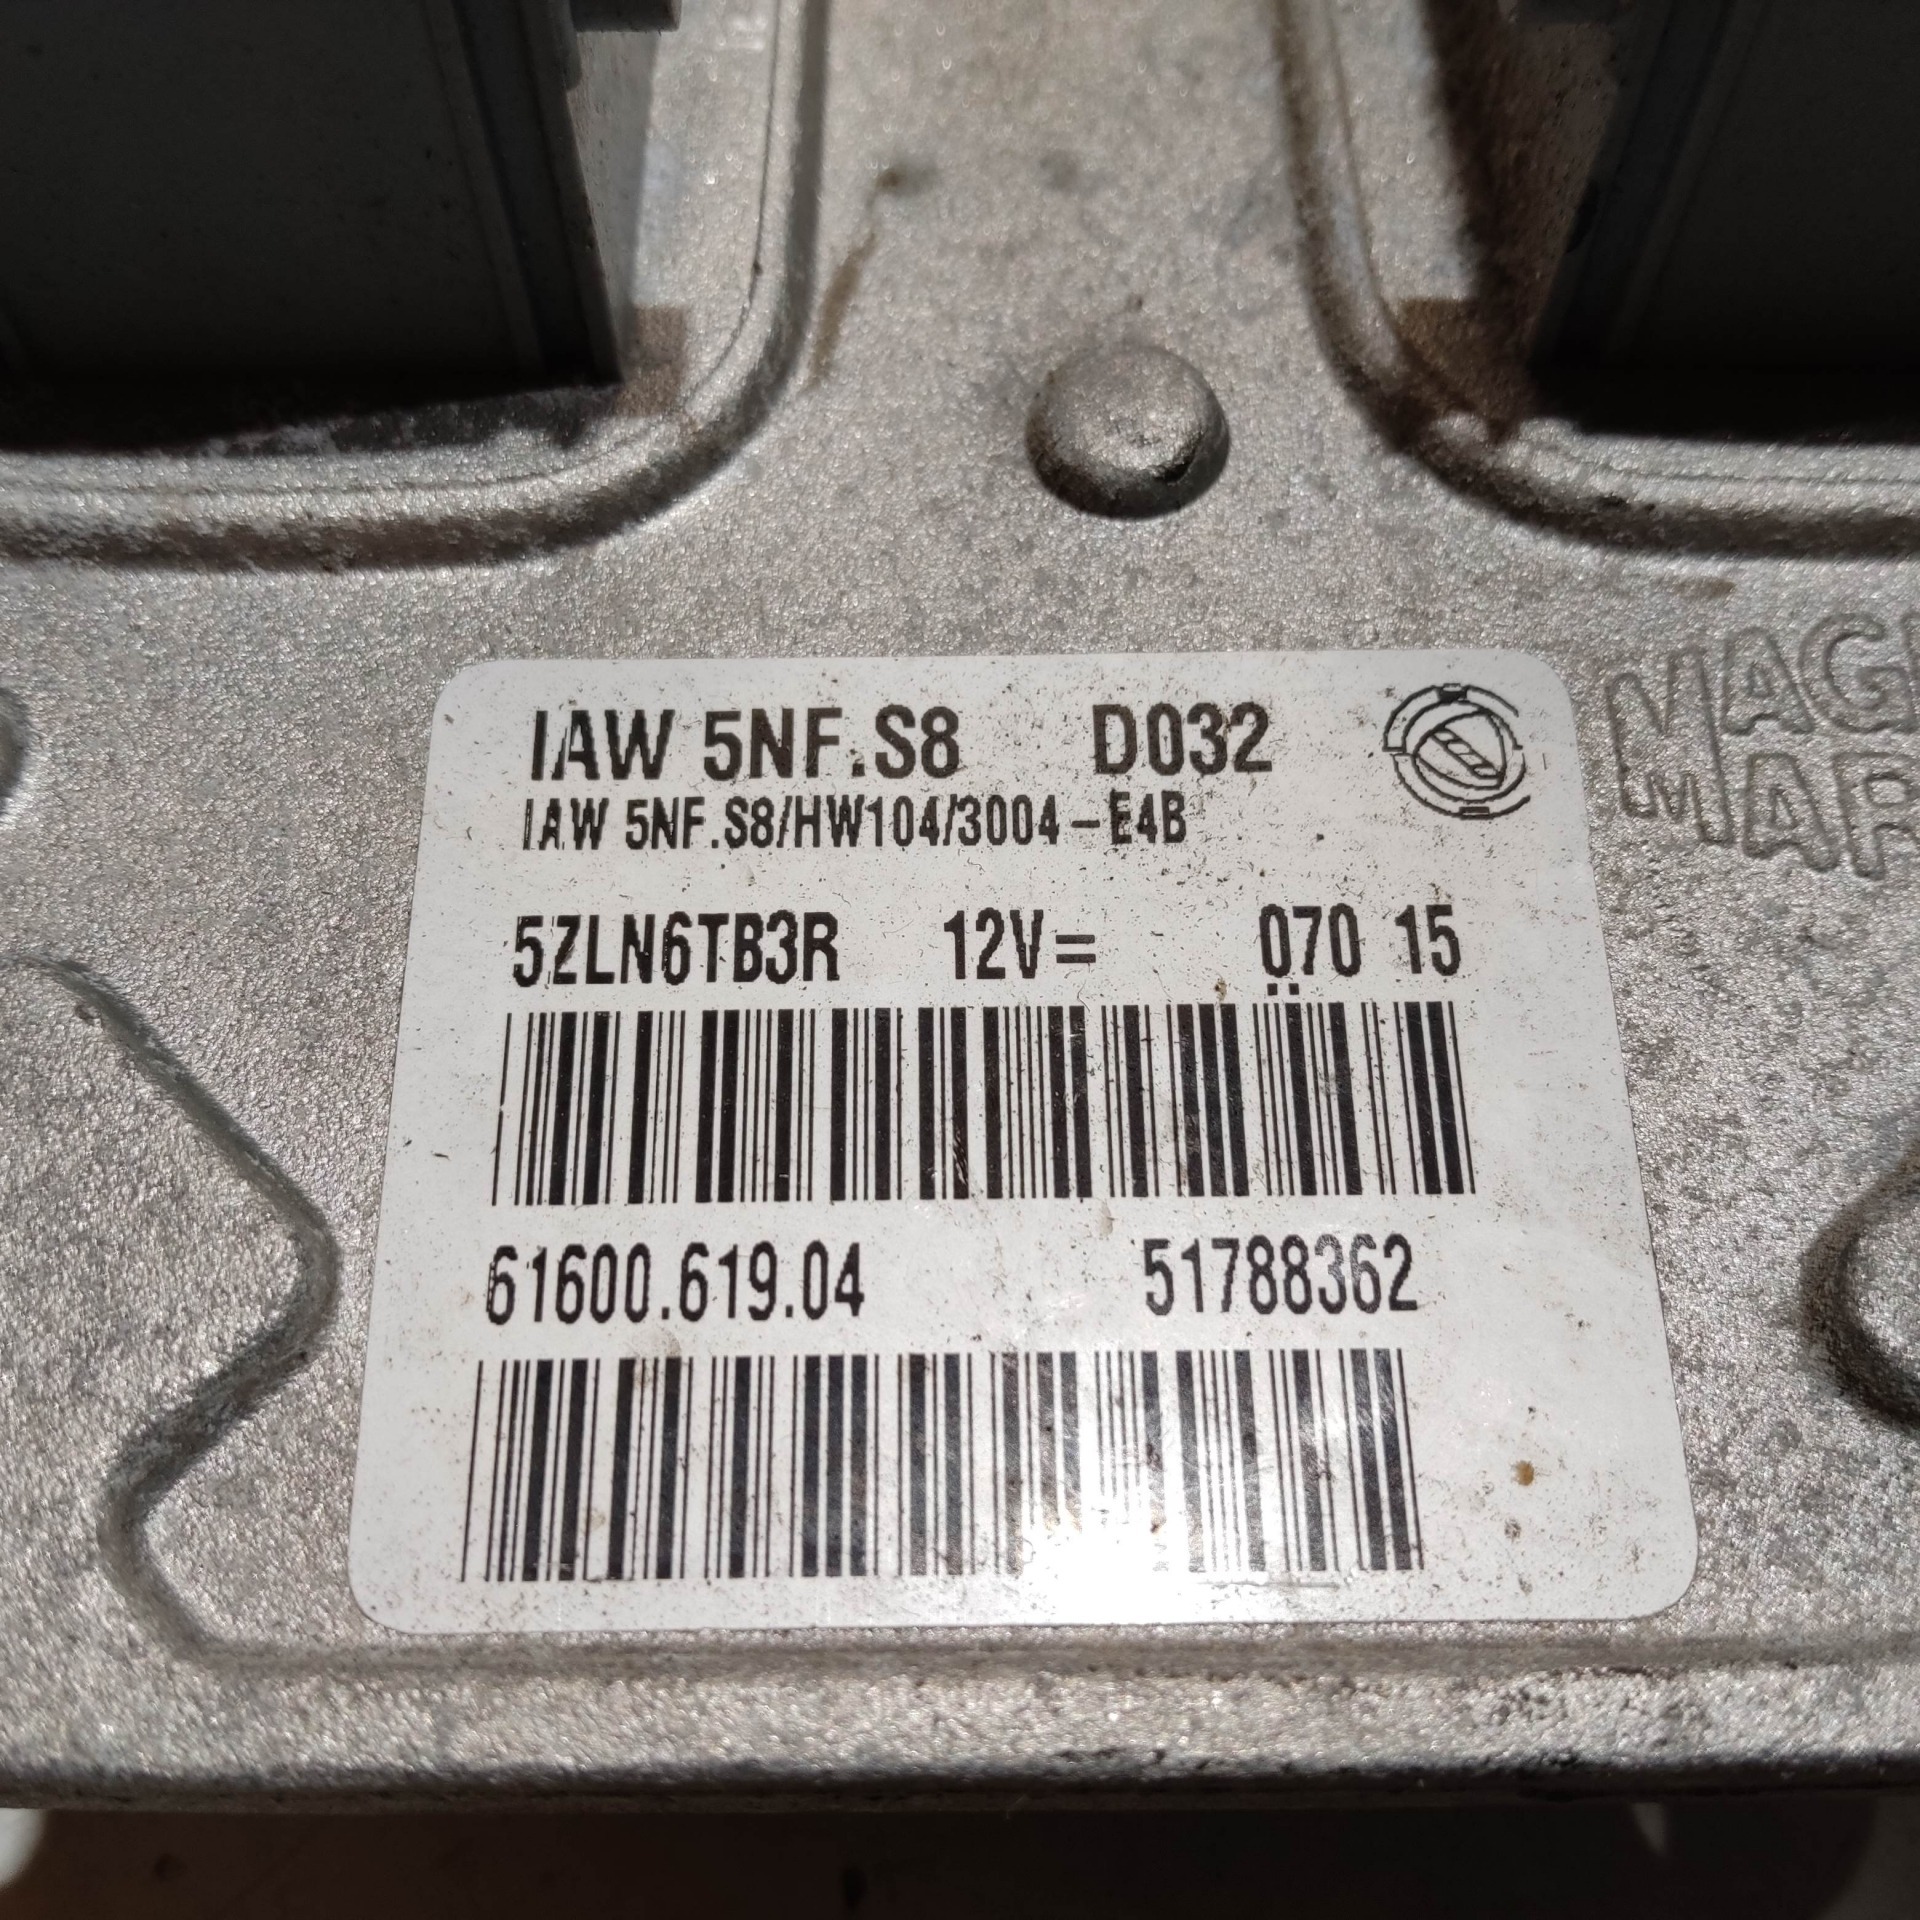 IAW 5NF.S8 D032
IAW 5NF.S8/HW104/3004-E4B
5ZLN6TB3R 12V= 070 15
61600.619.04 51788362